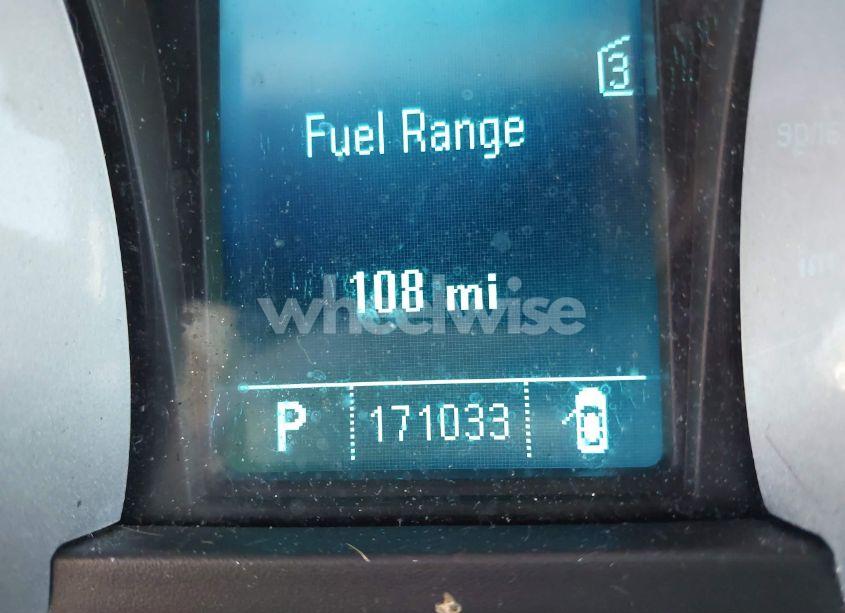 3
Fuel Range
108 mi
wheelwise
P 171033